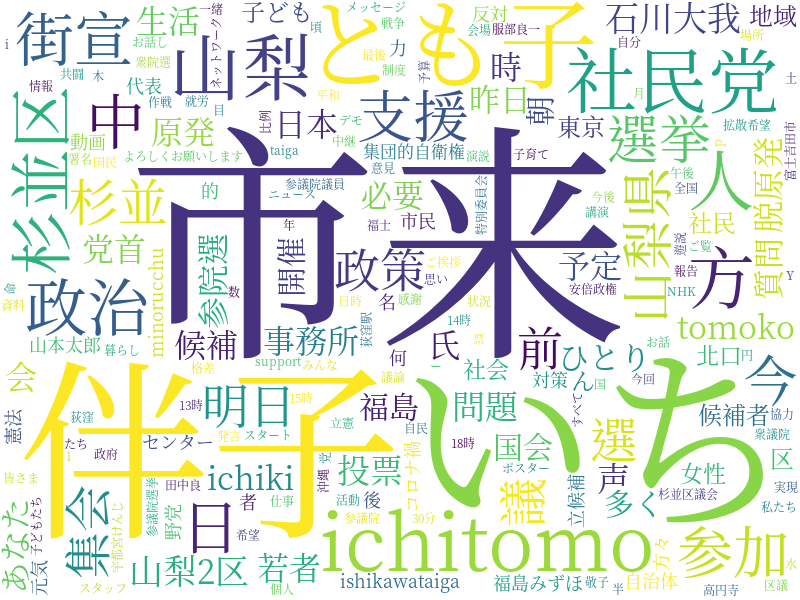 i
一緒
ネットワーク
頃
メッセージ
戦争
反対
会場
服部良一
石川大我
地域
街宣
生活
お話し
衆院選
山梨
子ども
とも子
最後
力
制度
予算
時
自分
場所
社民党
土
情報
共闘
木
代表
作戦
就労
目
平和
支援
昨日
朝
月
拡散希望
p
杉並区
中
原発
比例
日本
デモ
中継
東京
選挙
動画
署名
国民
よろしくお願いします
taiga
集団的自衛権
演説
子育て
人
午後
富士吉田市
脱原発
参議院議員
意見
全国
杉並
的
ニュース
必要
特別委員会
今後
講演
山梨県
社民
質問
市来
党首
参院選
開催
年
福士
市民
遊説
ご覧
政治
minorucchu
数
政策
ご挨拶
思い
予定
安倍政権
方
報告
NHK
Y
命
資料
日時
名
感謝
状況
tomoko
山本太郎
暮らし
候補
事務所
荻窪駅
14時
何
氏
前
ひとり
北口
お話
円
格差
support
みんな
議論
社会
対策
ん
国
今回
今
会
伴子
いち
明日
13時
15時
福島
問題
すべて
候補者
協力
憲法
荻窪
たち
政府
センター
発言
スタート
立憲
自民
18時
国会
選
声
衆議院
区
あなた
皆さま
子どもたち
元気
集会
参議院選挙
田中良
ichiki
党
投票
コロナ禍
沖縄
活動
後
ポスター
議
立候補
多く
女性
実現
私たち
杉並区議会
野党
者
仕事
日
希望
参議院
30分
ichitomo
方々
参加
水
宇都宮けんじ
スタッフ
山梨2区
若者
個人
ishikawataiga
福島みずほ
敬子
半
自治体
高円寺
区議